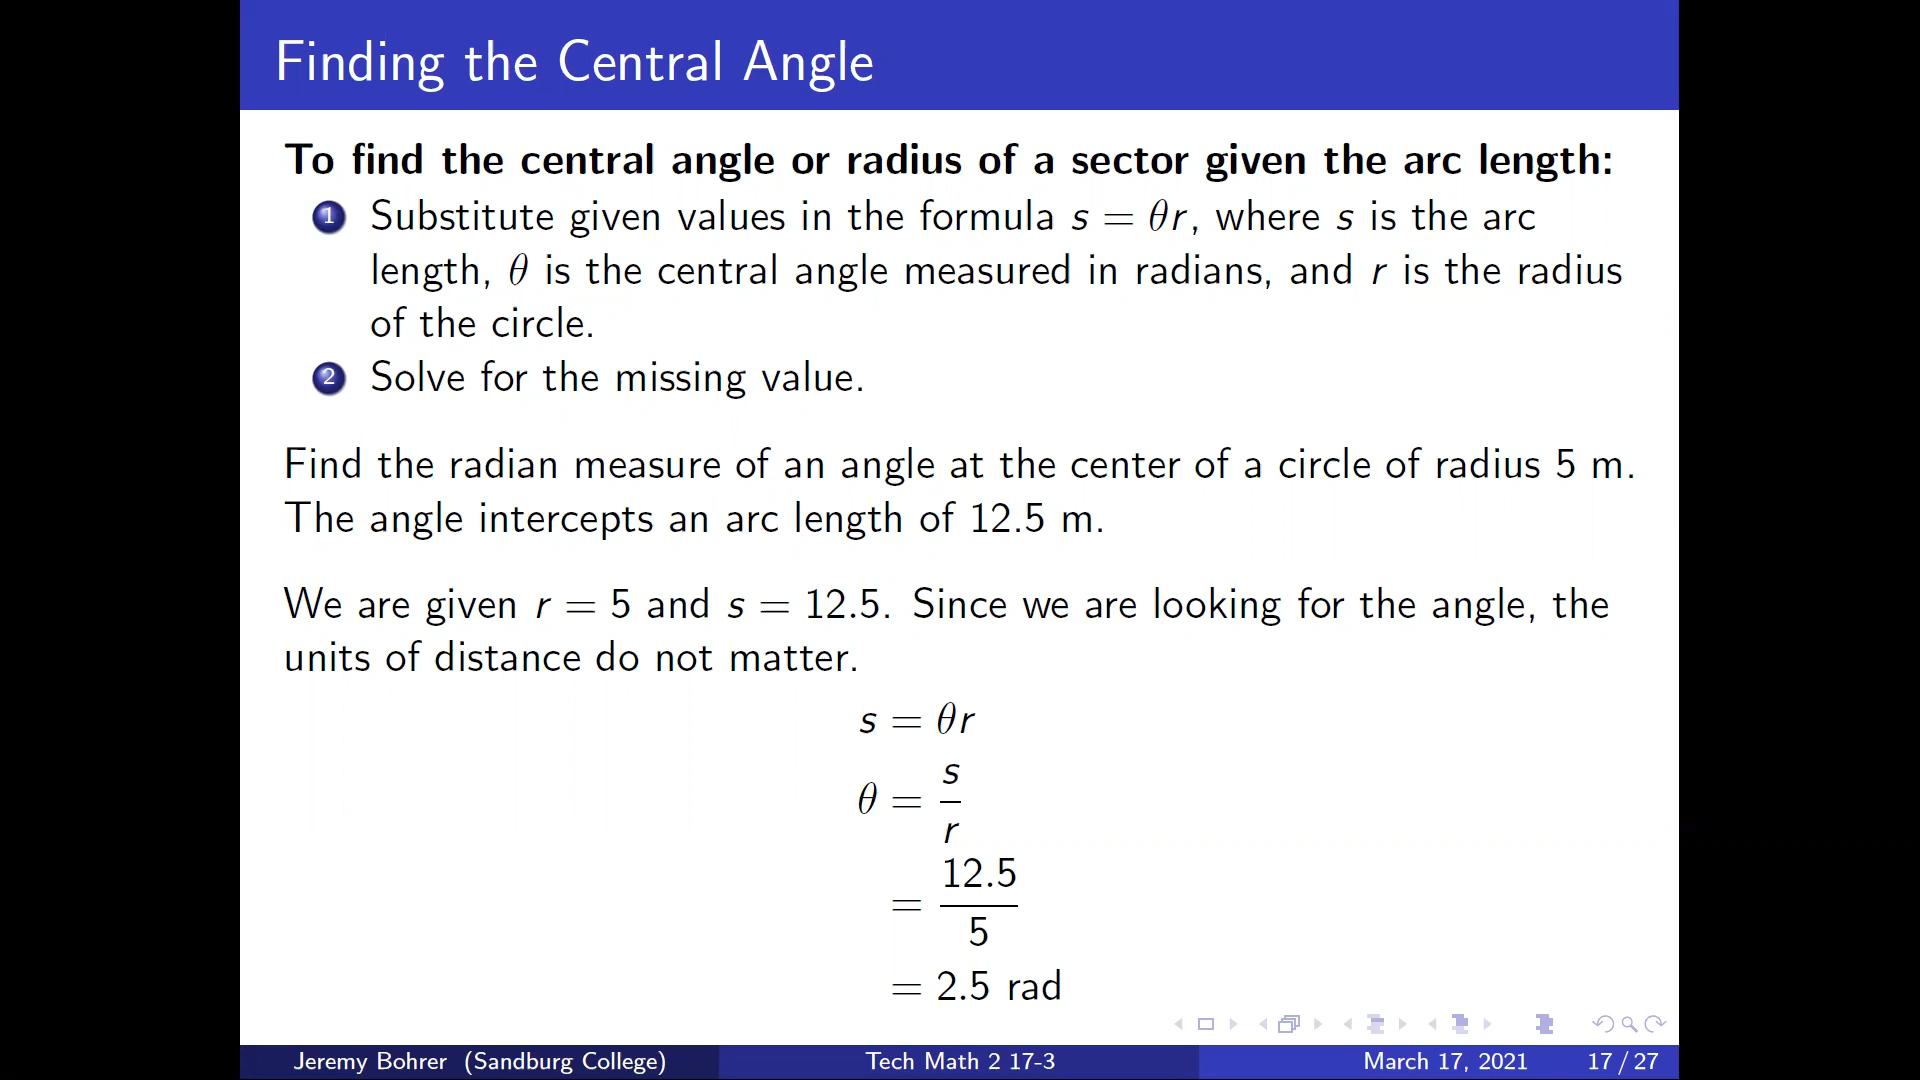 Finding the Central Angle
To find the central angle or radius of a sector given the arc length:
1 Substitute given values in the formula s = θr, where s is the arc
length, θ is the central angle measured in radians, and r is the radius
of the circle.
2 Solve for the missing value.
Find the radian measure of an angle at the center of a circle of radius 5 m.
The angle intercepts an arc length of 12.5 m.
We are given r = 5 and s = 12.5. Since we are looking for the angle, the
units of distance do not matter.
s = θr
θ = s/r
= 12.5/5
= 2.5 rad
Jeremy Bohrer (Sandburg College) Tech Math 2 17-3 March 17, 2021 17 / 27